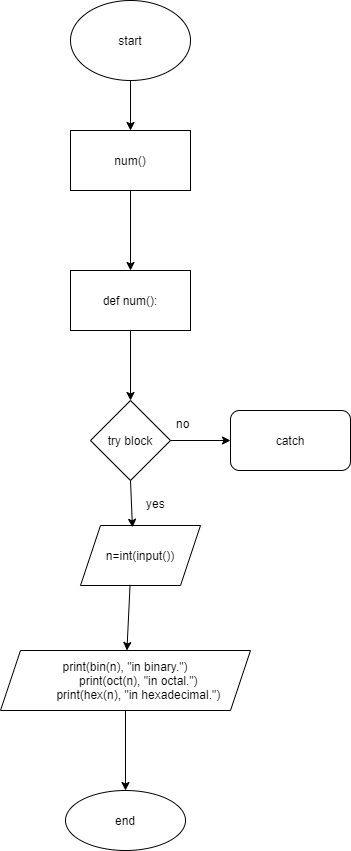 start
num()
def num():
try block
no
catch
yes
n=int(input())
print(bin(n), "in binary.")
print(oct(n), "in octal.")
print(hex(n), "in hexadecimal.")
end